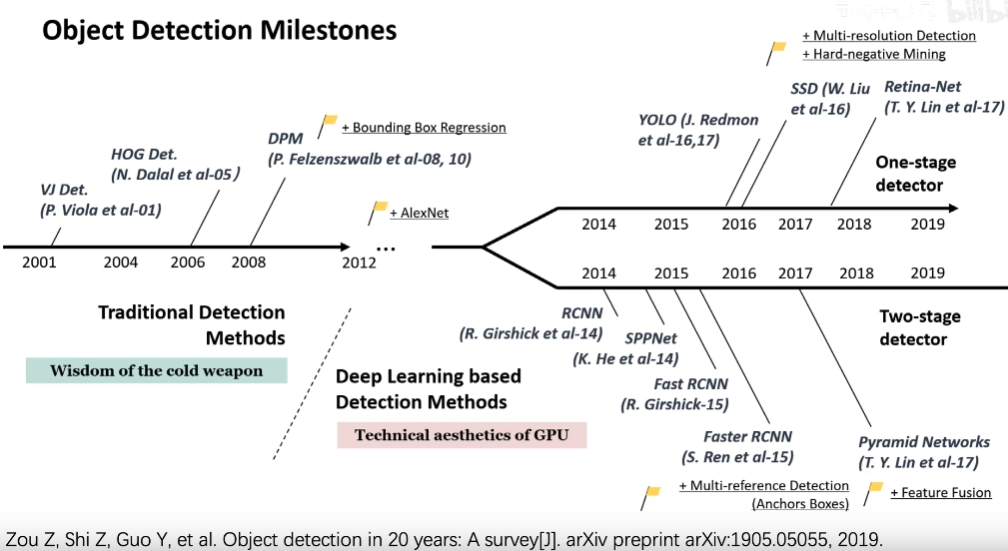 Object Detection Milestones
+ Multi-resolution Detection
+ Hard-negative Mining
SSD (W. Liu
et al-16)
Retina-Net
(T. Y. Lin et al-17)
YOLO (J. Redmon
et al-16,17)
+ Bounding Box Regression
DPM
(P. Felzenszwalb et al-08, 10)
HOG Det.
(N. Dalal et al-05)
VJ Det.
(P. Viola et al-01)
+ AlexNet
One-stage
detector
2014 2015 2016 2017 2018 2019
...
2001 2004 2006 2008 2012
2014 2015 2016 2017 2018 2019
Traditional Detection
Methods
Wisdom of the cold weapon
RCNN
(R. Girshick et al-14)
SPPNet
(K. He et al-14)
Two-stage
detector
Deep Learning based
Detection Methods
Technical aesthetics of GPU
Fast RCNN
(R. Girshick-15)
Faster RCNN
(S. Ren et al-15)
Pyramid Networks
(T. Y. Lin et al-17)
+ Multi-reference Detection
(Anchors Boxes)
+ Feature Fusion
Zou Z, Shi Z, Guo Y, et al. Object detection in 20 years: A survey[J]. arXiv preprint arXiv:1905.05055, 2019.